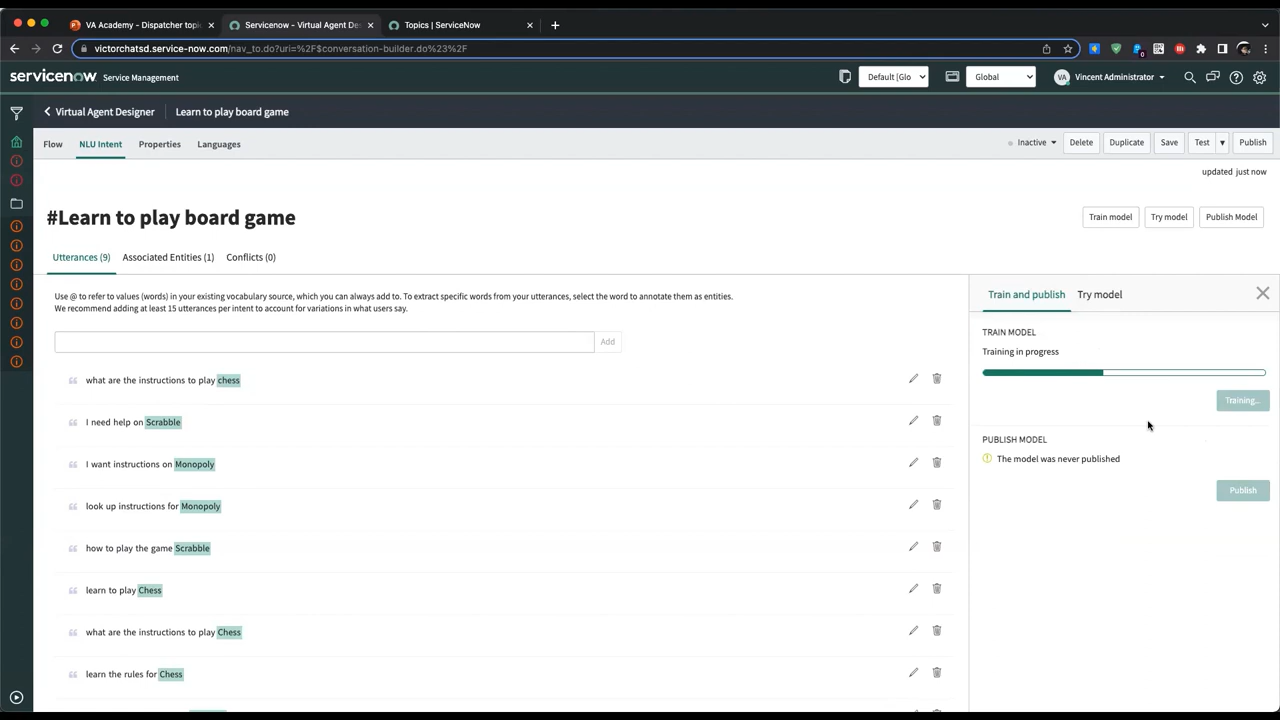 VA Academy - Dispatcher topi
Servicenow - Virtual Agent De
Topics | ServiceNow
victorchatsd.service-now.com/nav_to.do?uri=%2F$conversation-builder.do%23%2F
servicenow Service Management
Default [Glo
Global
VA Vincent Administrator
Virtual Agent Designer
Learn to play board game
Flow
NLU Intent
Properties
Languages
Inactive
Delete
Duplicate
Save
Test
Publish
updated just now
#Learn to play board game
Train model
Try model
Publish Model
Utterances (9)
Associated Entities (1)
Conflicts (0)
Use @ to refer to values (words) in your existing vocabulary source, which you can always add to. To extract specific words from your utterances, select the word to annotate them as entities.
We recommend adding at least 15 utterances per intent to account for variations in what users say.
Add
what are the instructions to play chess
I need help on Scrabble
I want instructions on Monopoly
look up instructions for Monopoly
how to play the game Scrabble
learn to play Chess
what are the instructions to play Chess
learn the rules for Chess
Train and publish
Try model
TRAIN MODEL
Training in progress
Training...
PUBLISH MODEL
The model was never published
Publish